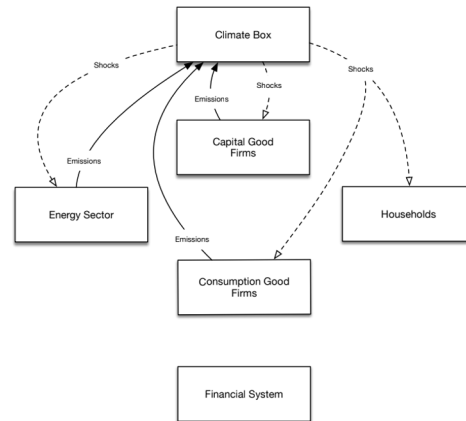 Climate Box
Shocks
Shocks
Shocks
Emissions
Capital Good
Firms
Emissions
Energy Sector
Households
Emissions
Consumption Good
Firms
Financial System